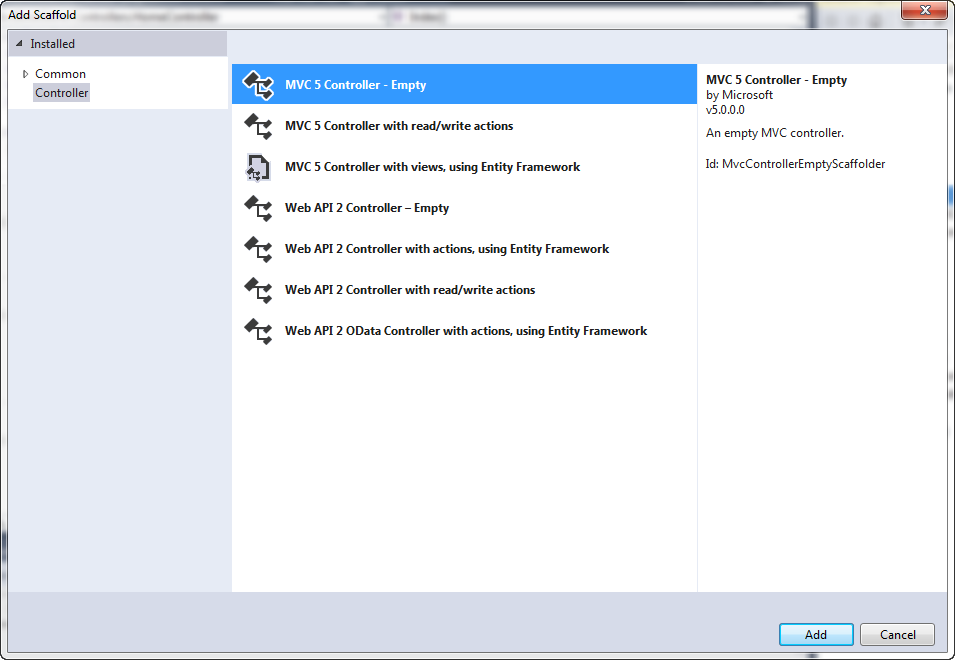 Add Scaffold
Installed
Common
Controller
MVC 5 Controller - Empty
MVC 5 Controller with read/write actions
MVC 5 Controller with views, using Entity Framework
Web API 2 Controller – Empty
Web API 2 Controller with actions, using Entity Framework
Web API 2 Controller with read/write actions
Web API 2 OData Controller with actions, using Entity Framework
MVC 5 Controller - Empty
by Microsoft
v5.0.0.0
An empty MVC controller.
Id: MvcControllerEmptyScaffolder
Add
Cancel